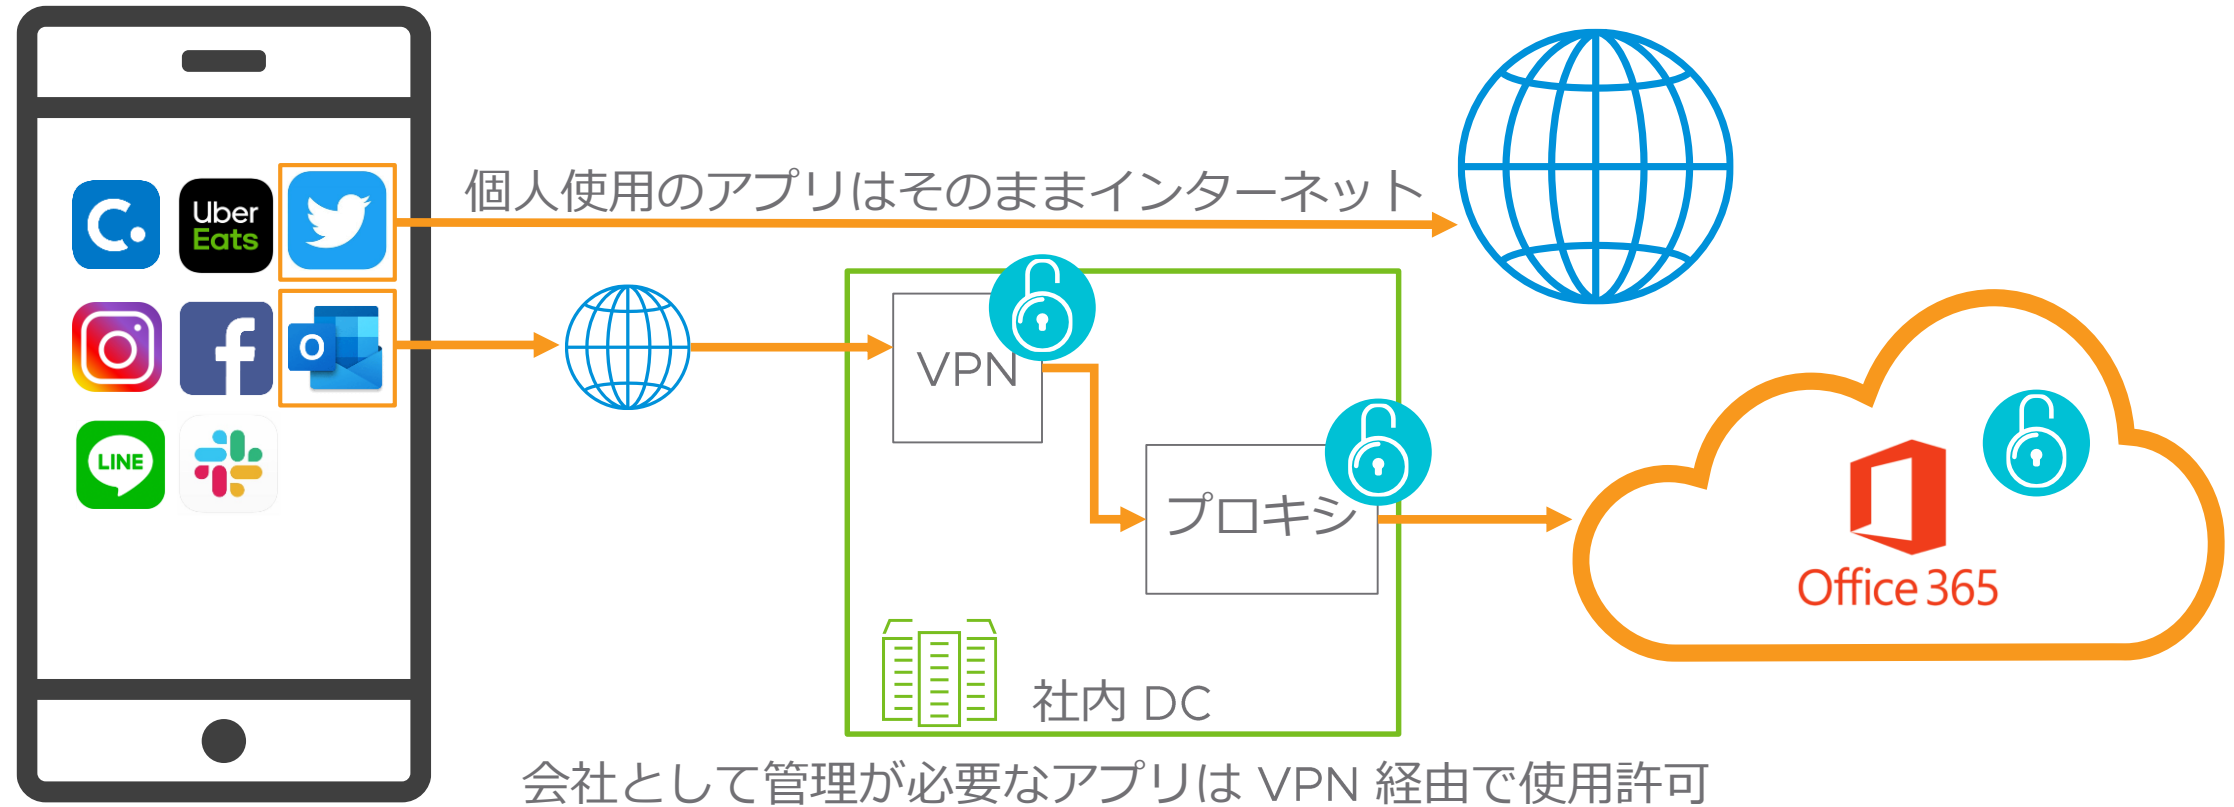 個人使用のアプリはそのままインターネット
Uber
Eats
O
VPN
LINE
プロキシ
Office 365
社内 DC
会社として管理が必要なアプリは VPN 経由で使用許可